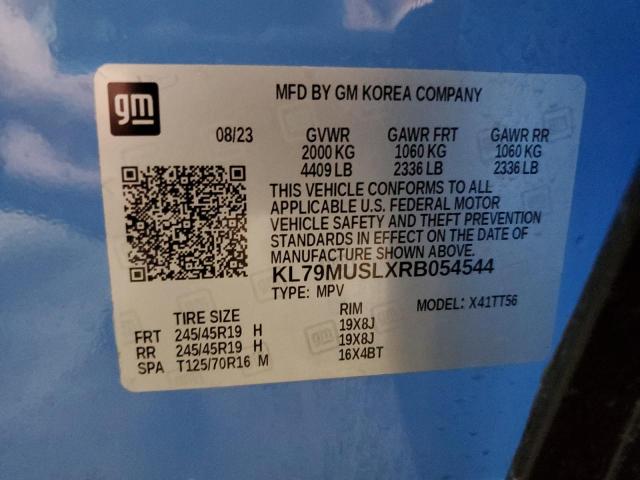 gm
MFD BY GM KOREA COMPANY
08/23 GVWR GAWR FRT GAWR RR
2000 KG 1060 KG 1060 KG
4409 LB 2336 LB 2336 LB
THIS VEHICLE CONFORMS TO ALL
APPLICABLE U.S. FEDERAL MOTOR
VEHICLE SAFETY AND THEFT PREVENTION
STANDARDS IN EFFECT ON THE DATE OF
MANUFACTURE SHOWN ABOVE.
KL79MUSLXRB054544
TYPE: MPV MODEL: X41TT56
TIRE SIZE RIM
FRT 245/45R19 H 19X8J
RR 245/45R19 H 19X8J
SPA T125/70R16 M 16X4BT